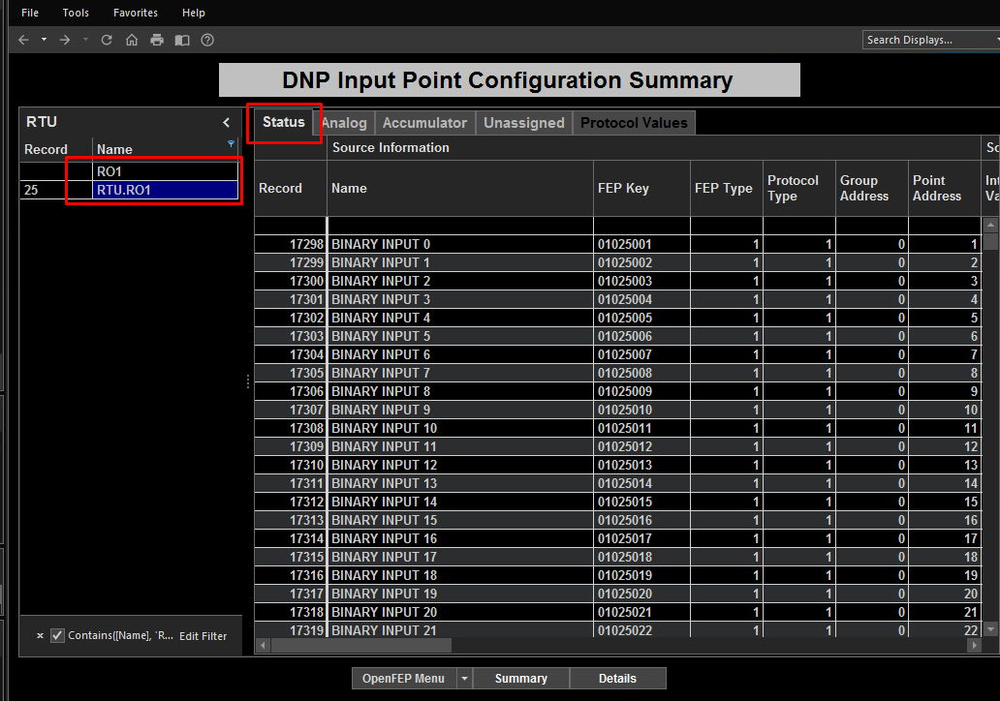 File Tools Favorites Help
Search Displays...
DNP Input Point Configuration Summary
RTU
Record Name
RO1
25 RTU.RO1
Contains([Name], 'R... Edit Filter
Status Analog Accumulator Unassigned Protocol Values
Source Information
Record Name FEP Key FEP Type Protocol Type Group Address Point Address
17298 BINARY INPUT 0 01025001 1 1 0 1
17299 BINARY INPUT 1 01025002 1 1 0 2
17300 BINARY INPUT 2 01025003 1 1 0 3
17301 BINARY INPUT 3 01025004 1 1 0 4
17302 BINARY INPUT 4 01025005 1 1 0 5
17303 BINARY INPUT 5 01025006 1 1 0 6
17304 BINARY INPUT 6 01025007 1 1 0 7
17305 BINARY INPUT 7 01025008 1 1 0 8
17306 BINARY INPUT 8 01025009 1 1 0 9
17307 BINARY INPUT 9 01025010 1 1 0 10
17308 BINARY INPUT 10 01025011 1 1 0 11
17309 BINARY INPUT 11 01025012 1 1 0 12
17310 BINARY INPUT 12 01025013 1 1 0 13
17311 BINARY INPUT 13 01025014 1 1 0 14
17312 BINARY INPUT 14 01025015 1 1 0 15
17313 BINARY INPUT 15 01025016 1 1 0 16
17314 BINARY INPUT 16 01025017 1 1 0 17
17315 BINARY INPUT 17 01025018 1 1 0 18
17316 BINARY INPUT 18 01025019 1 1 0 19
17317 BINARY INPUT 19 01025020 1 1 0 20
17318 BINARY INPUT 20 01025021 1 1 0 21
17319 BINARY INPUT 21 01025022 1 1 0 22
OpenFEP Menu Summary Details